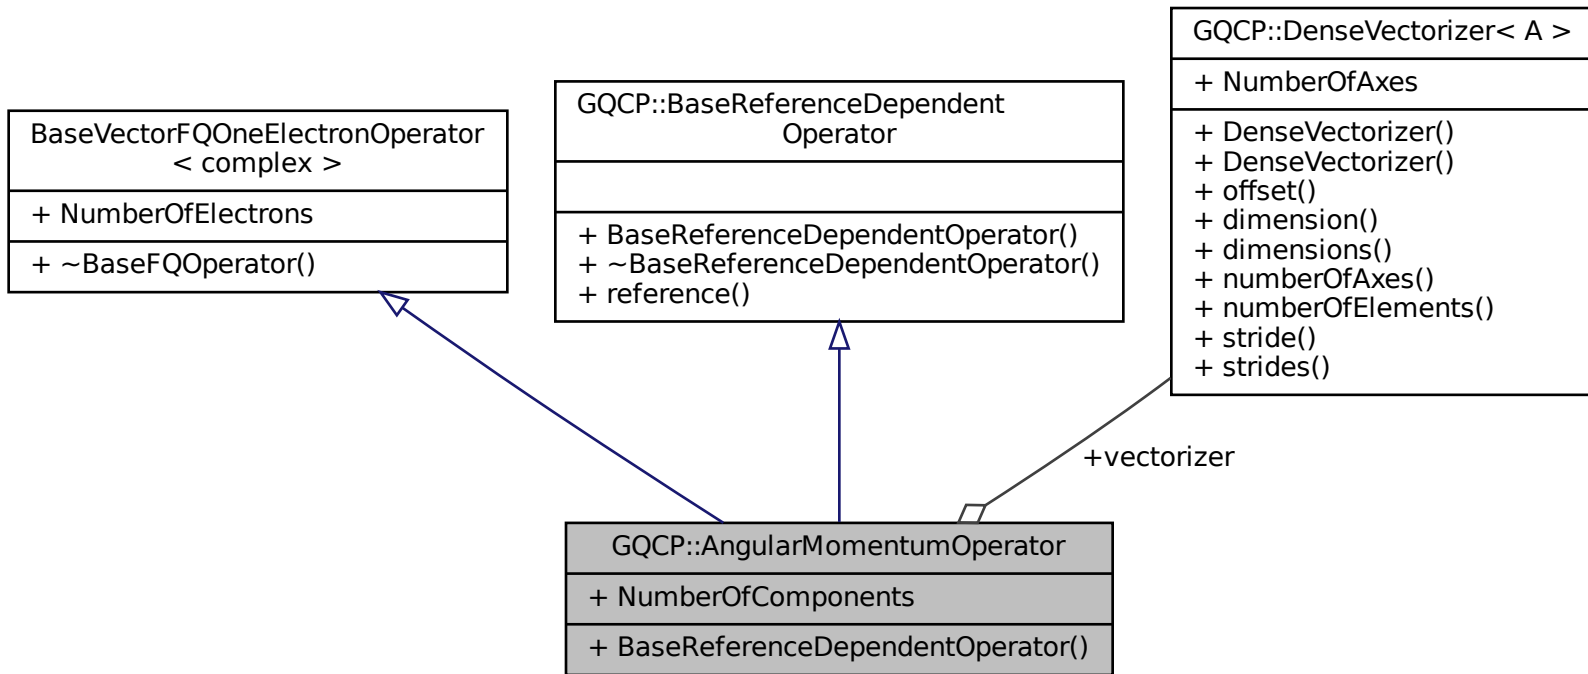 BaseVectorFQOneElectronOperator
< complex >
+ NumberOfElectrons
+ ~BaseFQOperator()
GQCP::BaseReferenceDependent
Operator
+ BaseReferenceDependentOperator()
+ ~BaseReferenceDependentOperator()
+ reference()
GQCP::DenseVectorizer< A >
+ NumberOfAxes
+ DenseVectorizer()
+ DenseVectorizer()
+ offset()
+ dimension()
+ dimensions()
+ numberOfAxes()
+ numberOfElements()
+ stride()
+ strides()
+vectorizer
GQCP::AngularMomentumOperator
+ NumberOfComponents
+ BaseReferenceDependentOperator()